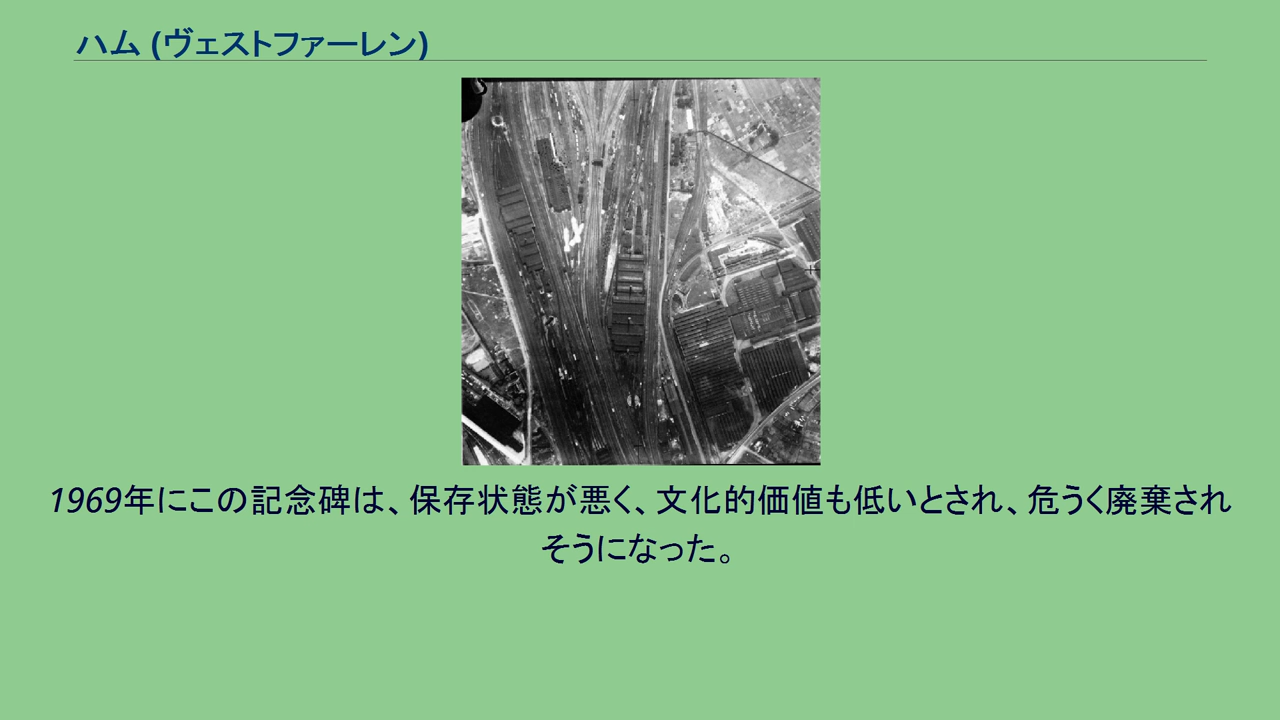 ハム (ヴェストファーレン)
1969年にこの記念碑は、保存状態が悪く、文化的価値も低いとされ、危うく廃棄され
そうになった。